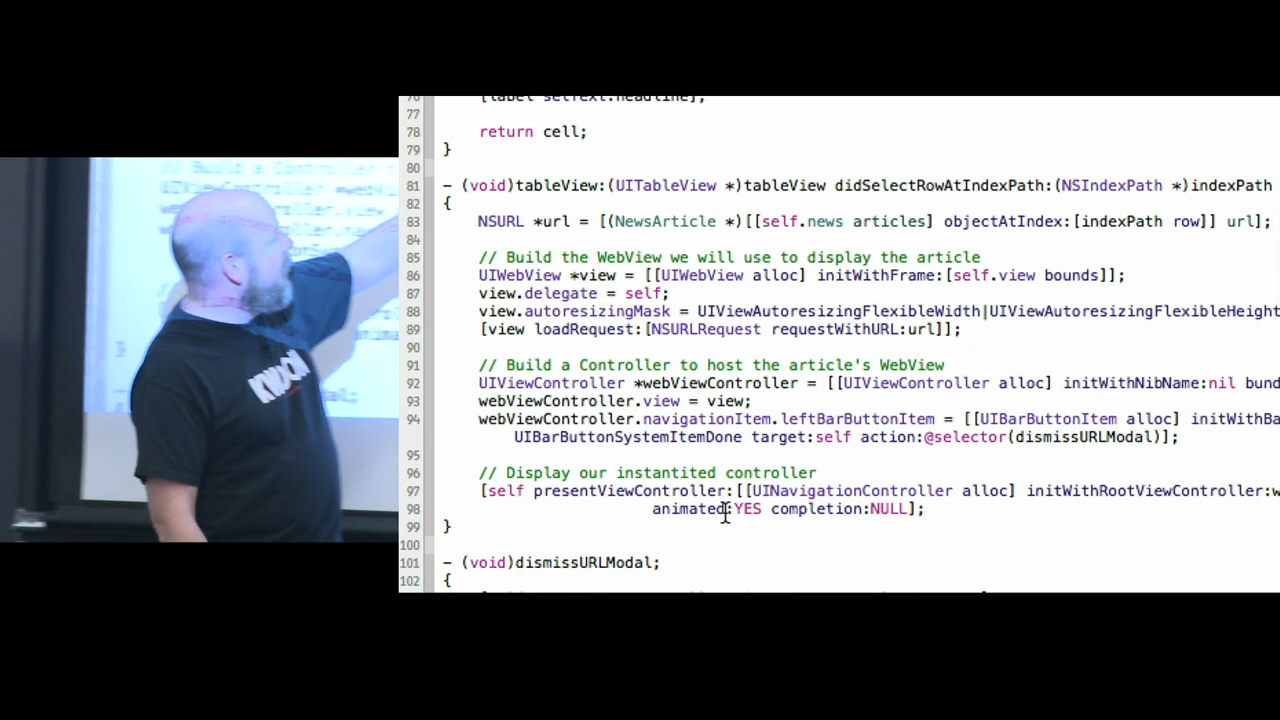 76 [label setText:headline];
77
78 return cell;
79 }
80
81 - (void)tableView:(UITableView *)tableView didSelectRowAtIndexPath:(NSIndexPath *)indexPath
82 {
83 NSURL *url = [(NewsArticle *)[[self.news articles] objectAtIndex:[indexPath row]] url];
84
85 // Build the WebView we will use to display the article
86 UIWebView *view = [[UIWebView alloc] initWithFrame:[self.view bounds]];
87 view.delegate = self;
88 view.autoresizingMask = UIViewAutoresizingFlexibleWidth|UIViewAutoresizingFlexibleHeight
89 [view loadRequest:[NSURLRequest requestWithURL:url]];
90
91 // Build a Controller to host the article's WebView
92 UIViewController *webViewController = [[UIViewController alloc] initWithNibName:nil bund
93 webViewController.view = view;
94 webViewController.navigationItem.leftBarButtonItem = [[UIBarButtonItem alloc] initWithBa
UIBarButtonSystemItemDone target:self action:@selector(dismissURLModal)];
95
96 // Display our instantited controller
97 [self presentViewController:[[UINavigationController alloc] initWithRootViewController:w
98 animated:YES completion:NULL];
99 }
100
101 - (void)dismissURLModal;
102 {